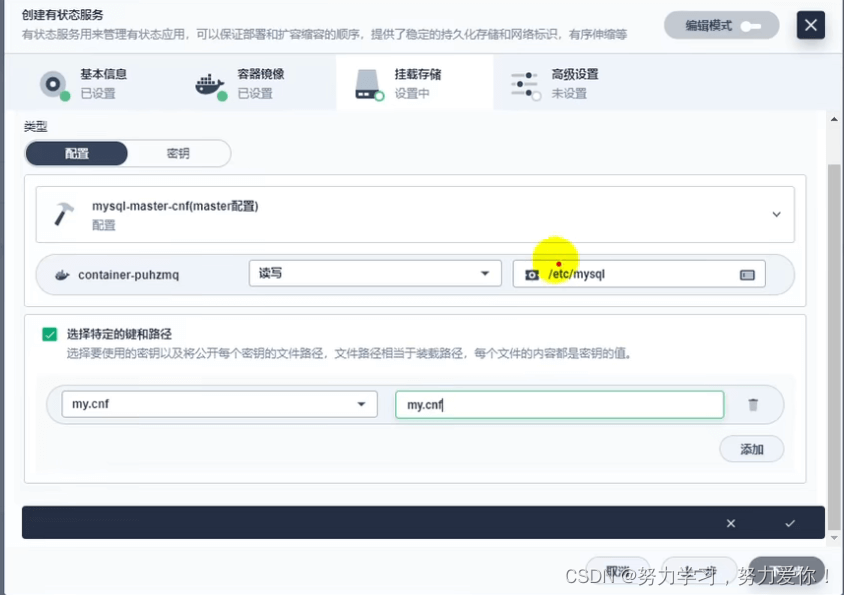 创建有状态服务
有状态服务用来管理有状态应用，可以保证部署和扩容缩容的顺序，提供了稳定的持久化存储和网络标识，有序伸缩等
编辑模式
基本信息
已设置
容器镜像
已设置
挂载存储
设置中
高级设置
未设置
类型
配置
密钥
mysql-master-cnf(master配置)
配置
container-puhzmq
读写
/etc/mysql
选择特定的键和路径
选择要使用的密钥以及将公开每个密钥的文件路径，文件路径相当于装载路径，每个文件的内容都是密钥的值。
my.cnf
my.cnf
添加
取消
上一步
CSDN @努力学习，努力爱你！